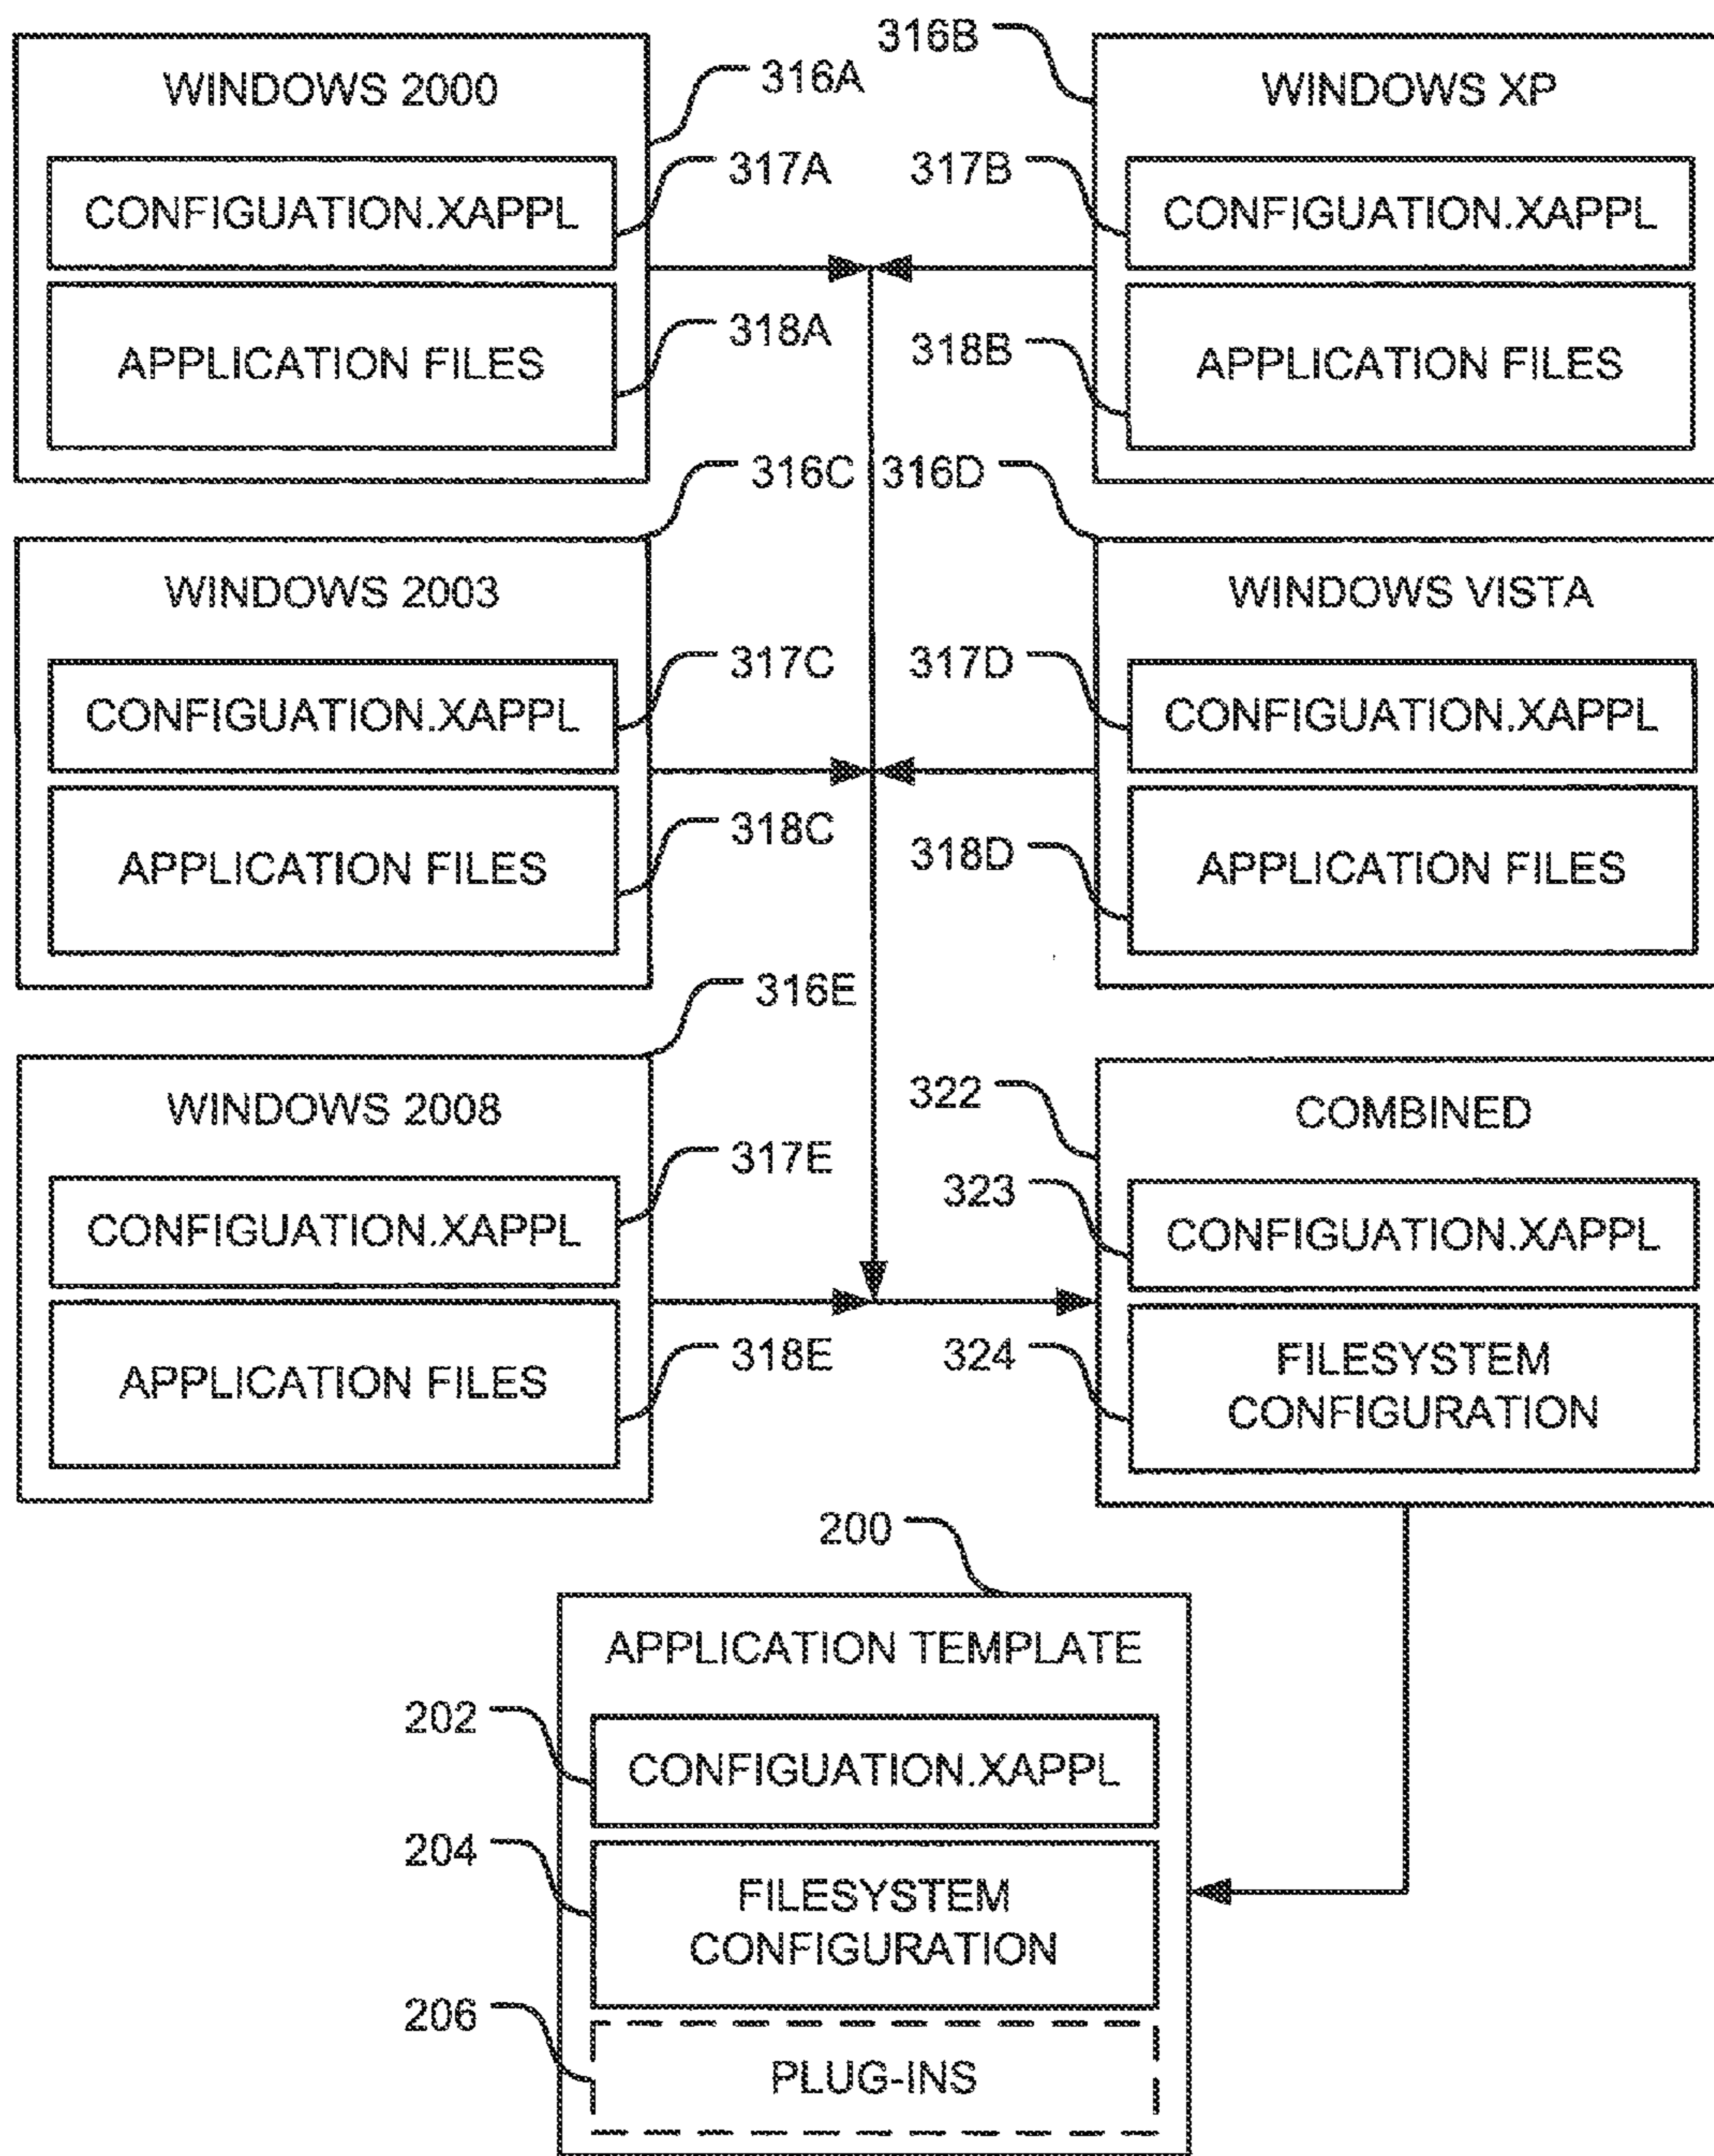 WINDOWS 2000
316A
CONFIGUATION.XAPPL
317A
APPLICATION FILES
318A
316B
WINDOWS XP
317B
CONFIGUATION.XAPPL
318B
APPLICATION FILES
316C
WINDOWS 2003
CONFIGUATION.XAPPL
317C
APPLICATION FILES
318C
316D
WINDOWS VISTA
317D
CONFIGUATION.XAPPL
318D
APPLICATION FILES
316E
WINDOWS 2008
CONFIGUATION.XAPPL
317E
APPLICATION FILES
318E
322
COMBINED
323
CONFIGUATION.XAPPL
324
FILESYSTEM
CONFIGURATION
200
APPLICATION TEMPLATE
202
CONFIGUATION.XAPPL
204
FILESYSTEM
CONFIGURATION
206
PLUG-INS